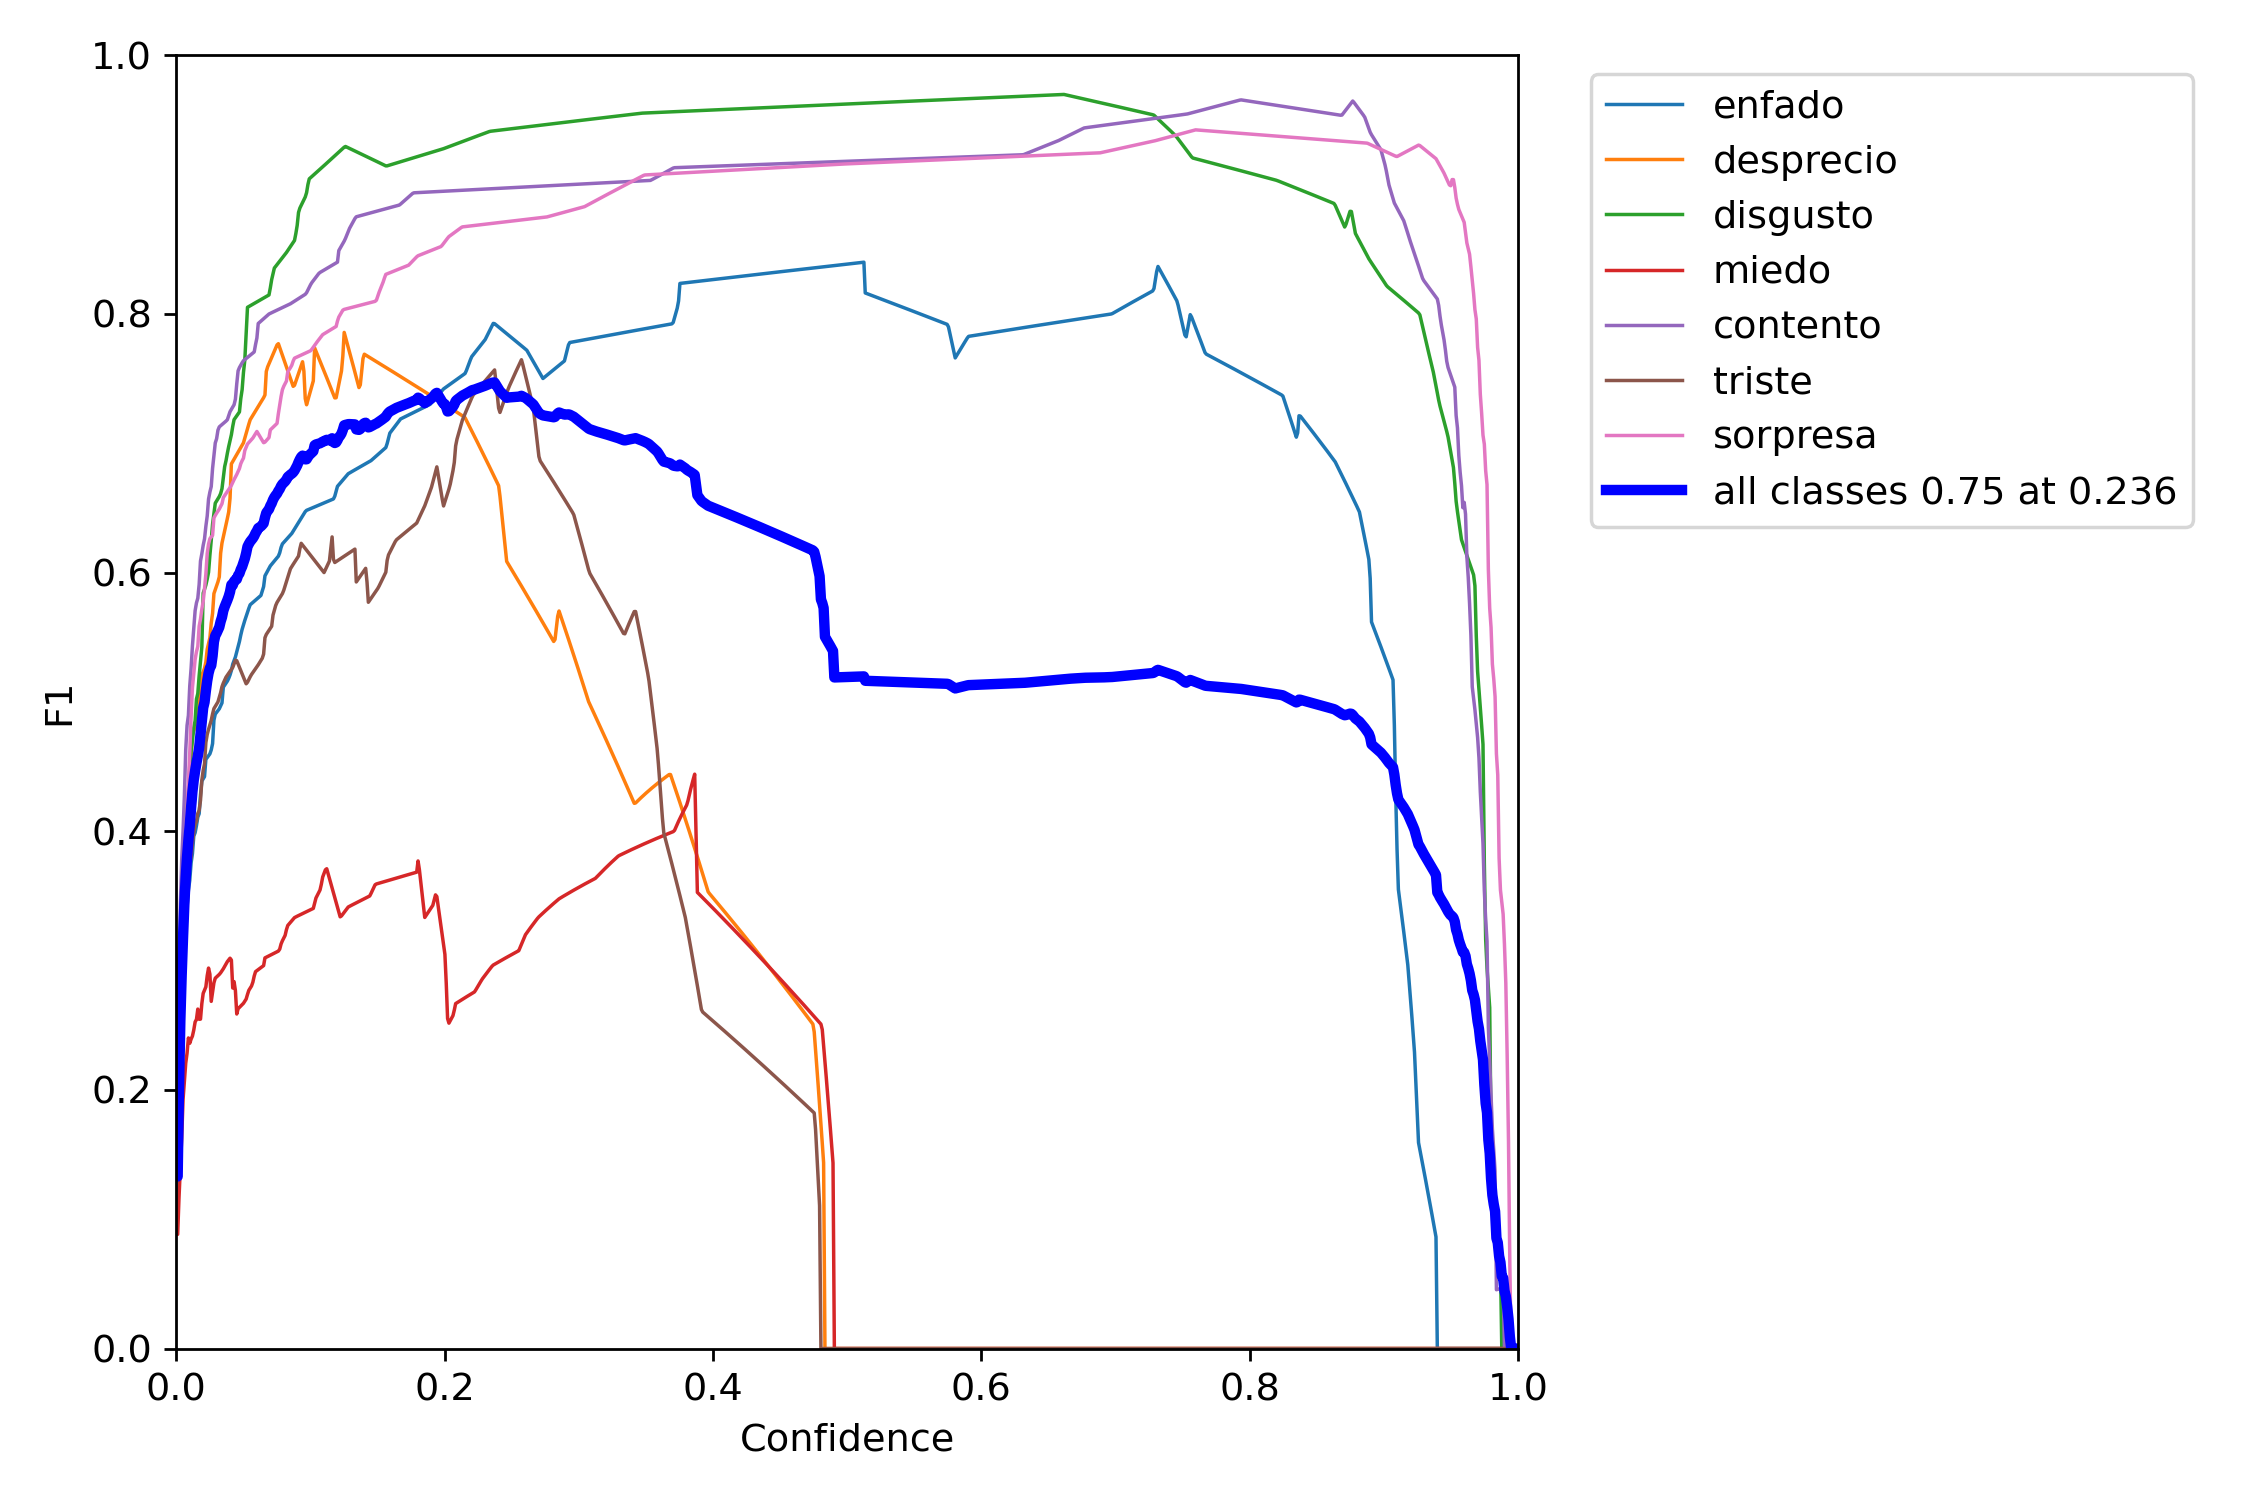 1.0
0.8
0.6
0.4
0.2
0.0
F1
0.0 0.2 0.4 0.6 0.8 1.0
Confidence
enfado
desprecio
disgusto
miedo
contento
triste
sorpresa
all classes 0.75 at 0.236